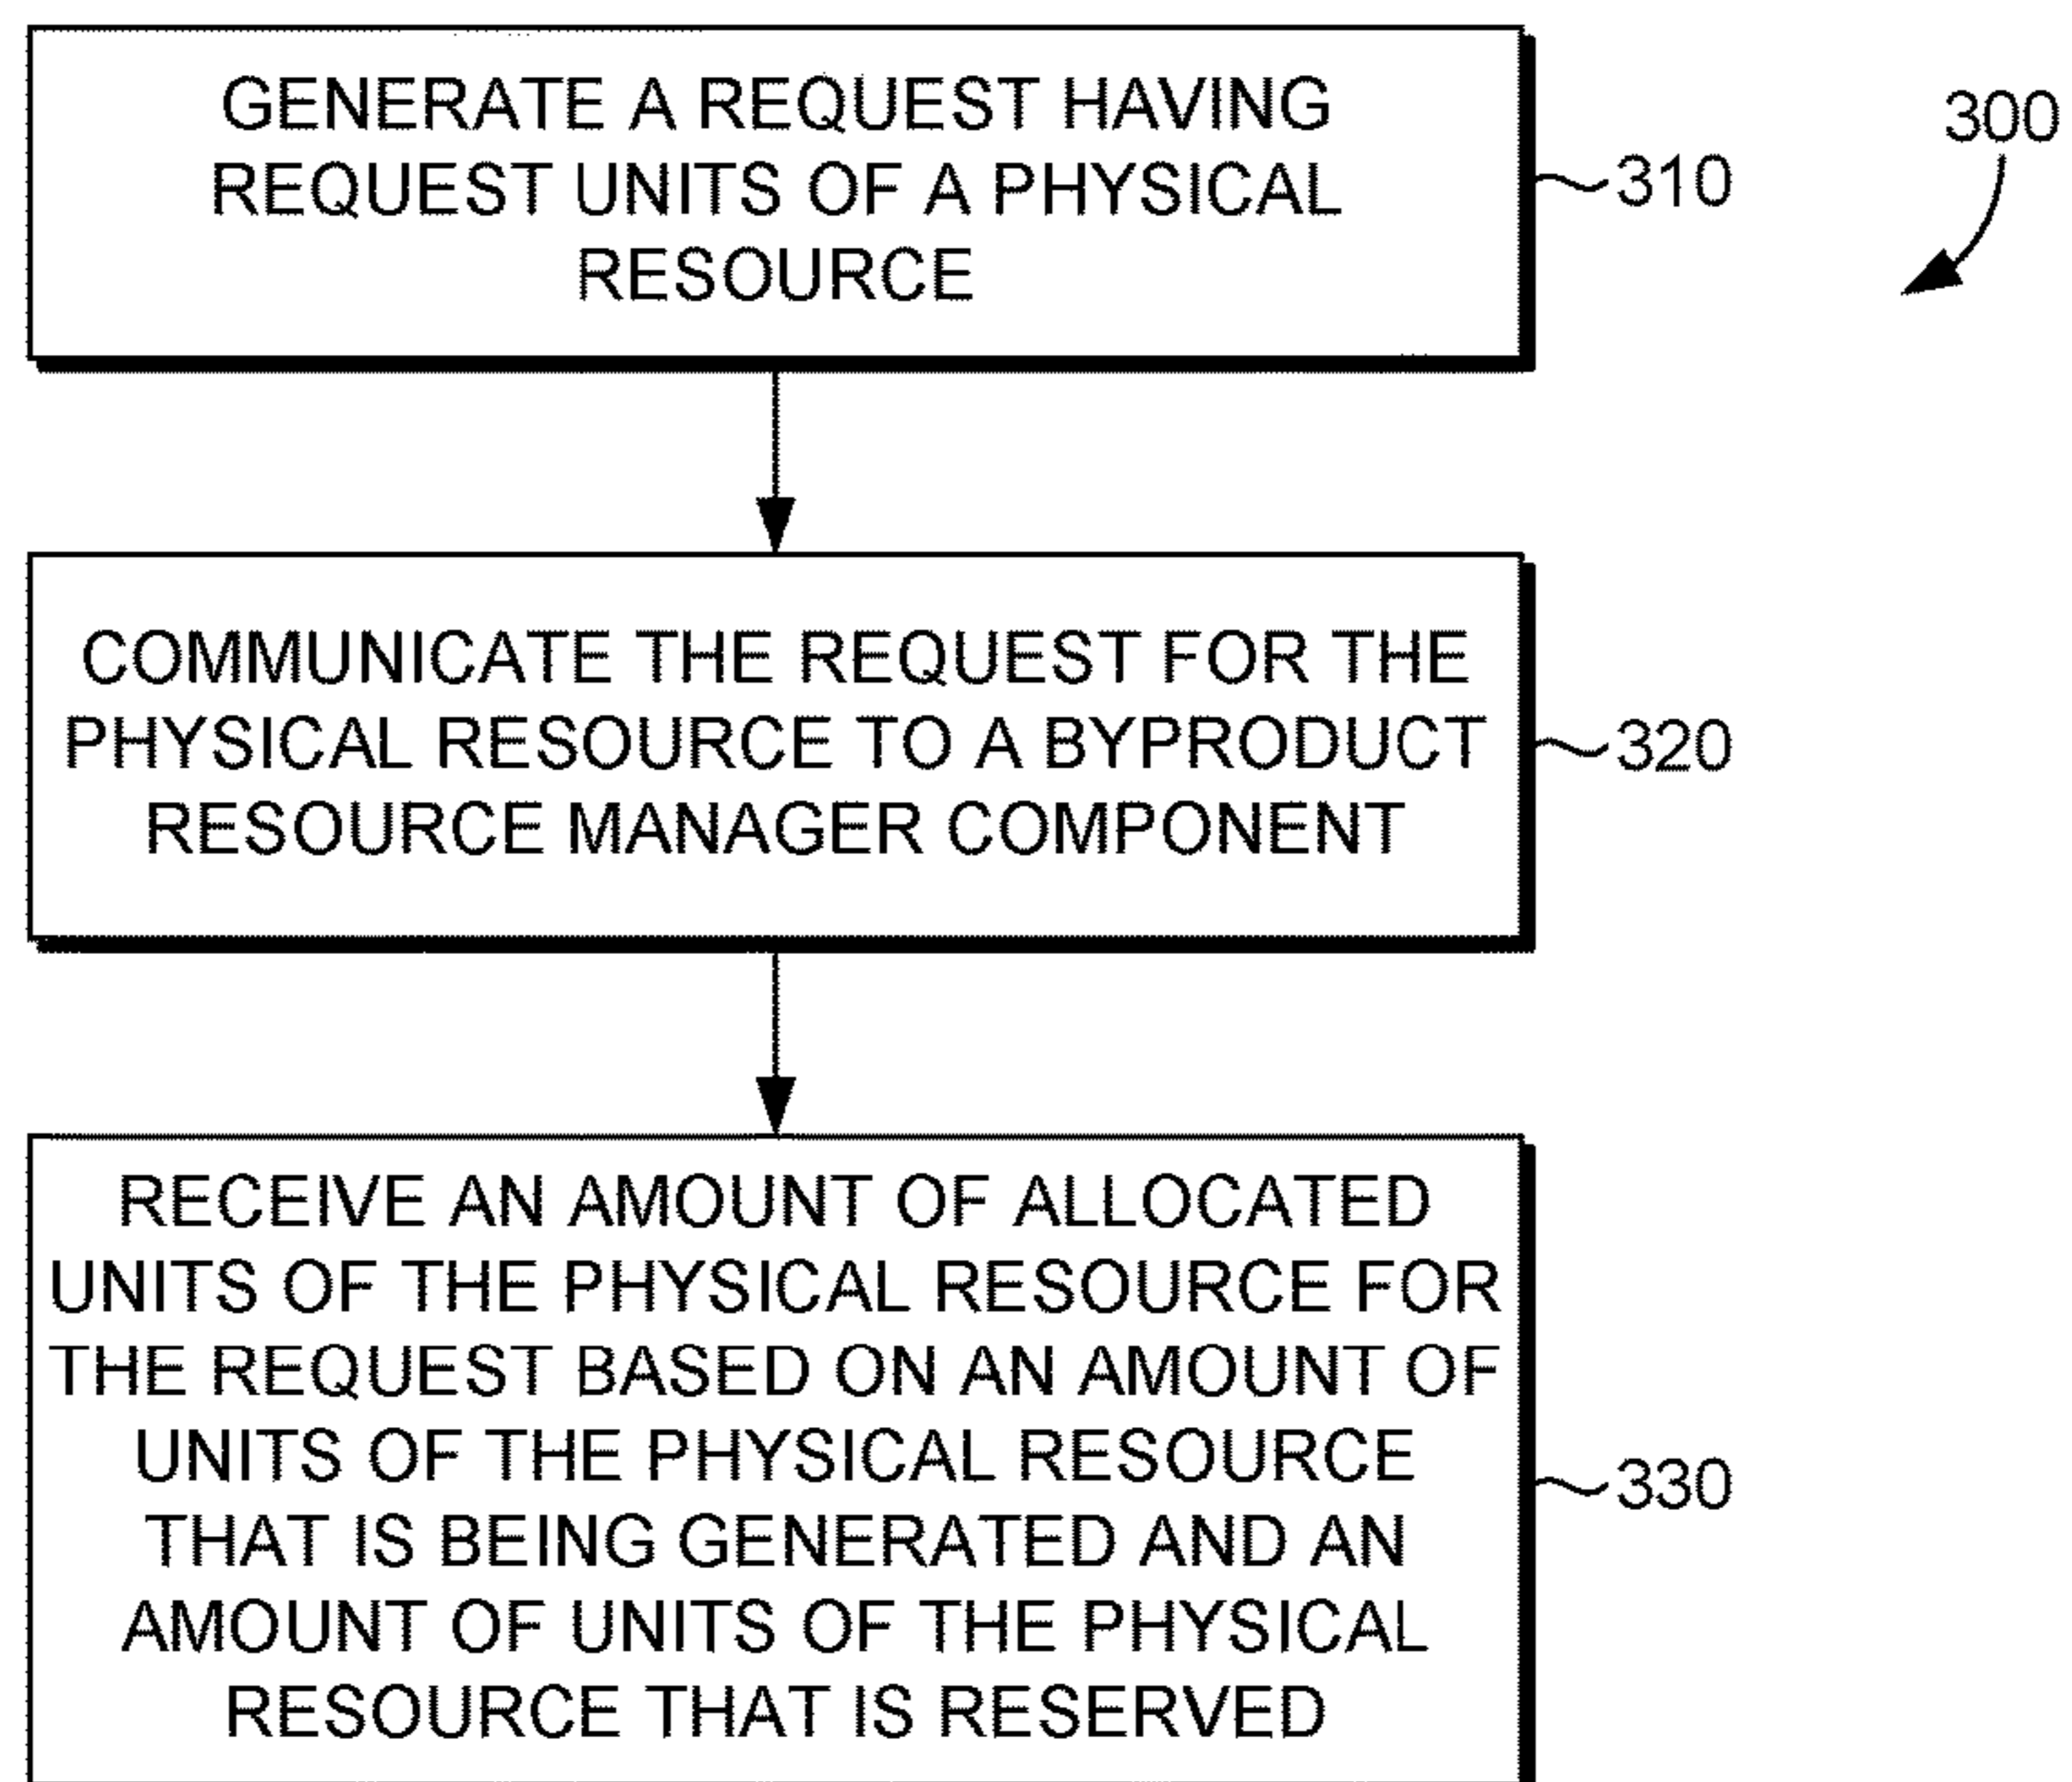 GENERATE A REQUEST HAVING
REQUEST UNITS OF A PHYSICAL
RESOURCE
310
300
COMMUNICATE THE REQUEST FOR THE
PHYSICAL RESOURCE TO A BYPRODUCT
RESOURCE MANAGER COMPONENT
320
RECEIVE AN AMOUNT OF ALLOCATED
UNITS OF THE PHYSICAL RESOURCE FOR
THE REQUEST BASED ON AN AMOUNT OF
UNITS OF THE PHYSICAL RESOURCE
THAT IS BEING GENERATED AND AN
AMOUNT OF UNITS OF THE PHYSICAL
RESOURCE THAT IS RESERVED
330